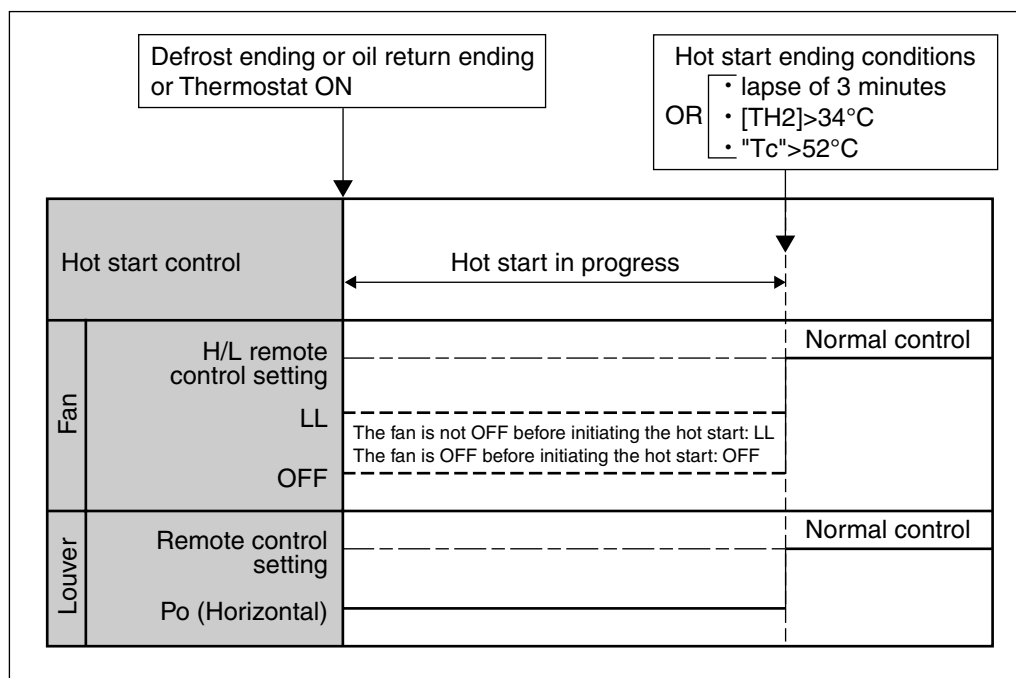 Defrost ending or oil return ending
or Thermostat ON
Hot start ending conditions
OR
・lapse of 3 minutes
・[TH2]>34°C
・"Tc">52°C
Hot start control
Hot start in progress
Fan
H/L remote
control setting
Normal control
LL
The fan is not OFF before initiating the hot start: LL
The fan is OFF before initiating the hot start: OFF
OFF
Louver
Remote control
setting
Normal control
Po (Horizontal)